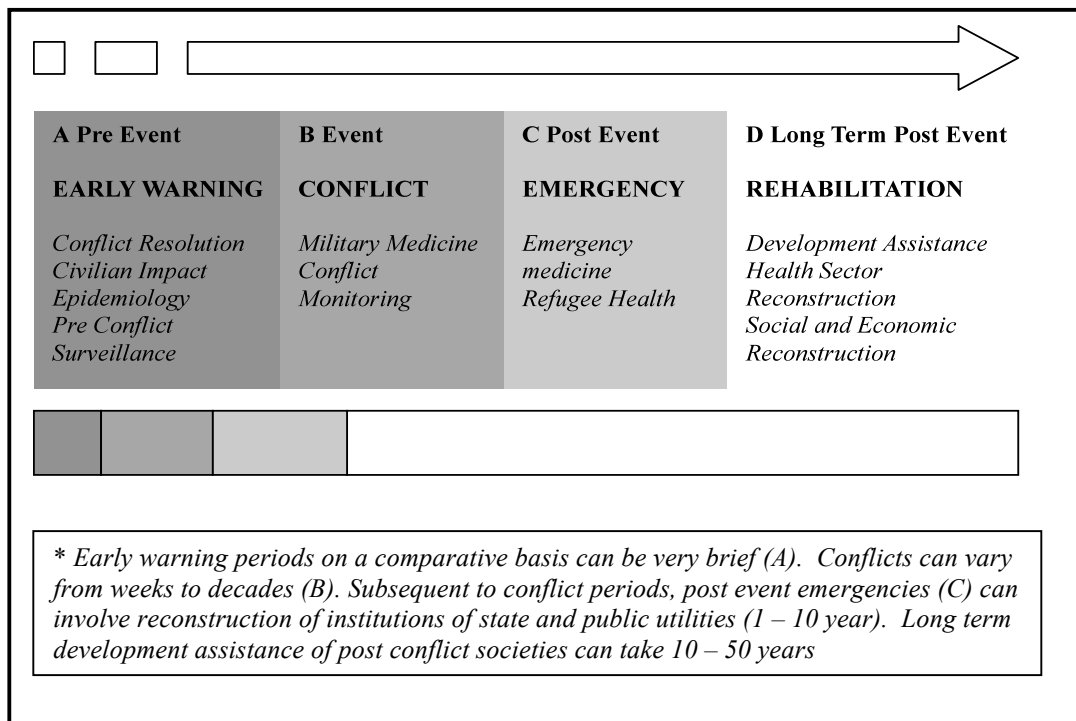 A Pre Event
EARLY WARNING
Conflict Resolution
Civilian Impact
Epidemiology
Pre Conflict
Surveillance
B Event
CONFLICT
Military Medicine
Conflict
Monitoring
C Post Event
EMERGENCY
Emergency
medicine
Refugee Health
D Long Term Post Event
REHABILITATION
Development Assistance
Health Sector
Reconstruction
Social and Economic
Reconstruction
* Early warning periods on a comparative basis can be very brief (A).  Conflicts can vary
from weeks to decades (B). Subsequent to conflict periods, post event emergencies (C) can
involve reconstruction of institutions of state and public utilities (1 – 10 year).  Long term
development assistance of post conflict societies can take 10 – 50 years